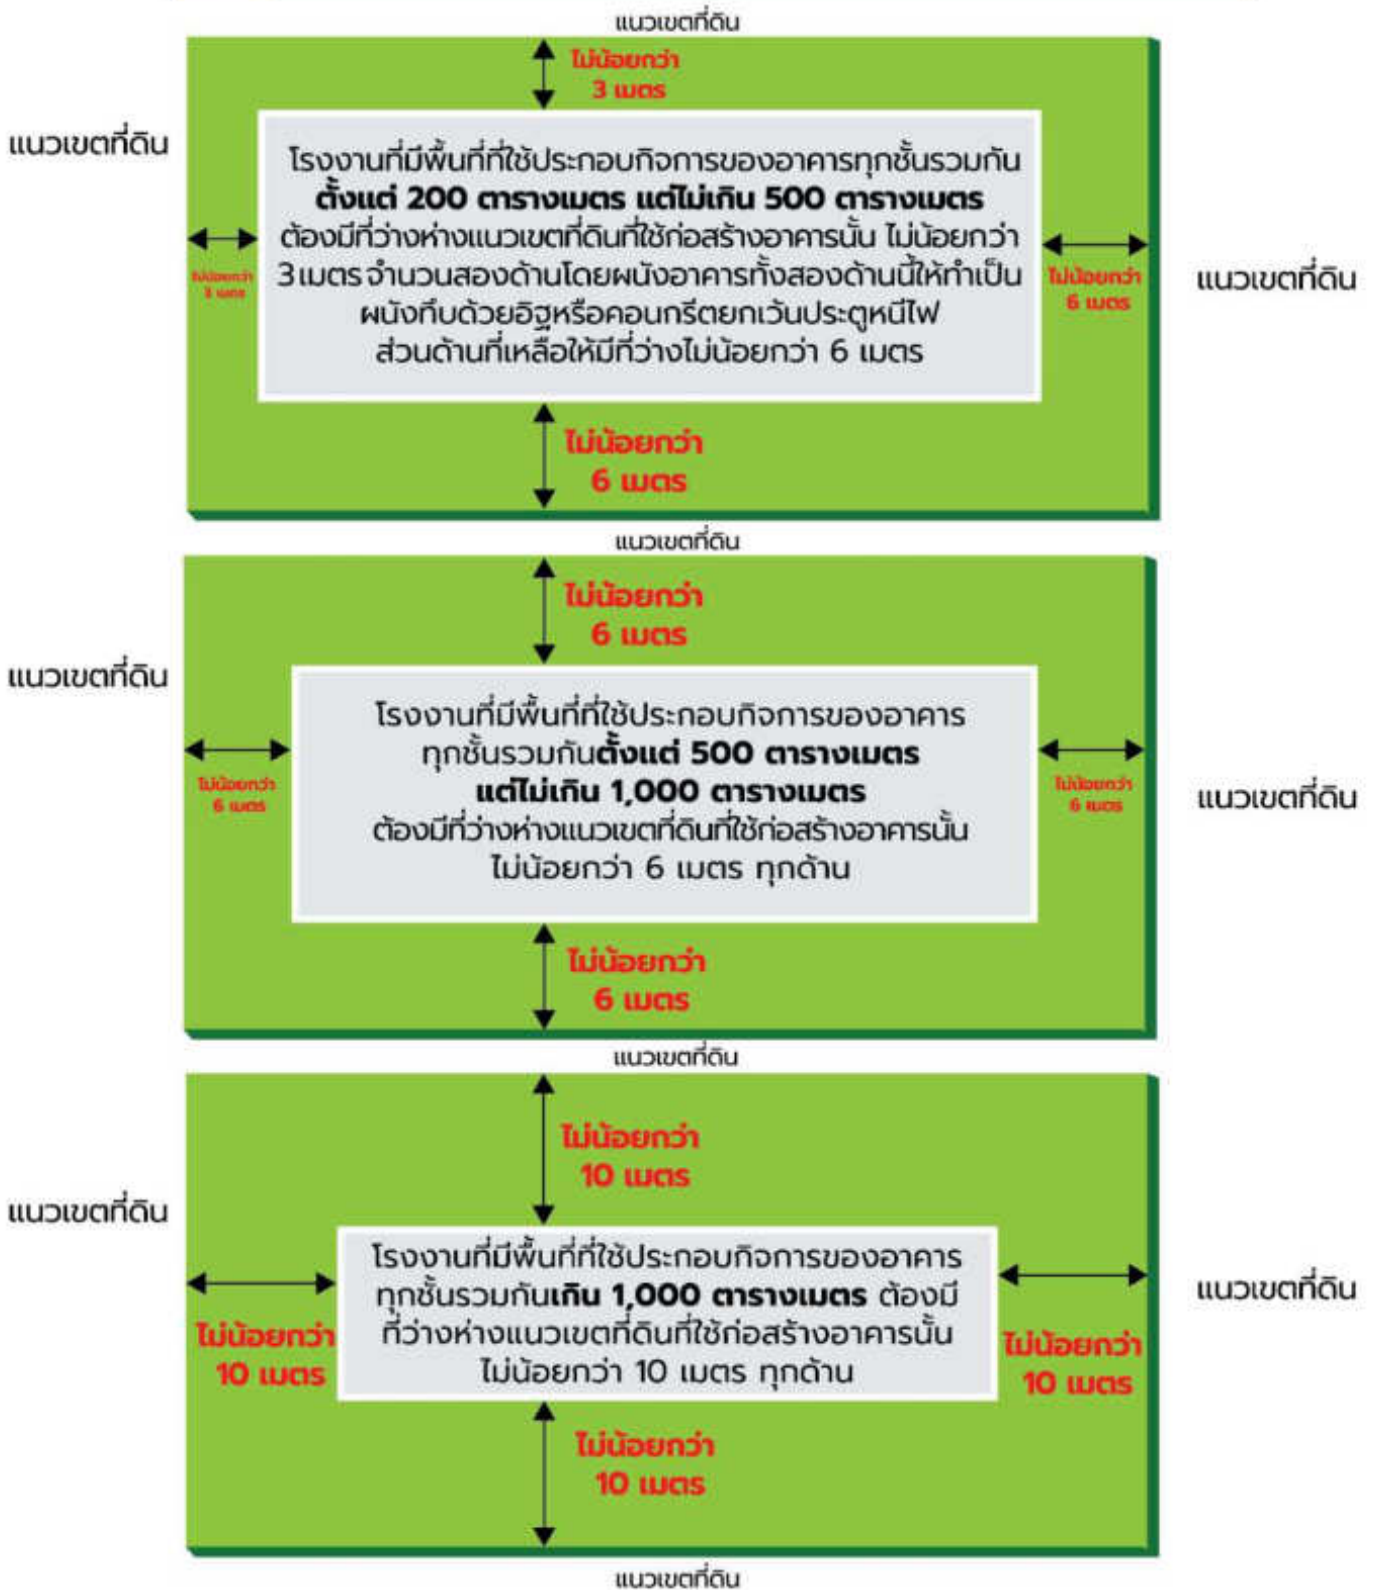 แนวเขตที่ดิน
ไม่น้อยกว่า
3 เมตร
แนวเขตที่ดิน
โรงงานที่มีพื้นที่ที่ใช้ประกอบกิจการของอาคารทุกชั้นรวมกัน
ตั้งแต่ 200 ตารางเมตร แต่ไม่เกิน 500 ตารางเมตร
ต้องมีที่ว่างห่างแนวเขตที่ดินที่ใช้ก่อสร้างอาคารนั้น ไม่น้อยกว่า
3 เมตร จำนวนสองด้านโดยผนังอาคารทั้งสองด้านนี้ให้ทำเป็น
ผนังทึบด้วยอิฐหรือคอนกรีตยกเว้นประตูหนีไฟ
ส่วนด้านที่เหลือให้มีที่ว่างไม่น้อยกว่า 6 เมตร
ไม่น้อยกว่า
3 เมตร
ไม่น้อยกว่า
6 เมตร
แนวเขตที่ดิน
ไม่น้อยกว่า
6 เมตร
แนวเขตที่ดิน
ไม่น้อยกว่า
6 เมตร
แนวเขตที่ดิน
โรงงานที่มีพื้นที่ที่ใช้ประกอบกิจการของอาคาร
ทุกชั้นรวมกันตั้งแต่ 500 ตารางเมตร
แต่ไม่เกิน 1,000 ตารางเมตร
ต้องมีที่ว่างห่างแนวเขตที่ดินที่ใช้ก่อสร้างอาคารนั้น
ไม่น้อยกว่า 6 เมตร ทุกด้าน
ไม่น้อยกว่า
6 เมตร
ไม่น้อยกว่า
6 เมตร
แนวเขตที่ดิน
ไม่น้อยกว่า
6 เมตร
แนวเขตที่ดิน
ไม่น้อยกว่า
10 เมตร
แนวเขตที่ดิน
โรงงานที่มีพื้นที่ที่ใช้ประกอบกิจการของอาคาร
ทุกชั้นรวมกันเกิน 1,000 ตารางเมตร ต้องมี
ที่ว่างห่างแนวเขตที่ดินที่ใช้ก่อสร้างอาคารนั้น
ไม่น้อยกว่า 10 เมตร ทุกด้าน
ไม่น้อยกว่า
10 เมตร
ไม่น้อยกว่า
10 เมตร
แนวเขตที่ดิน
ไม่น้อยกว่า
10 เมตร
แนวเขตที่ดิน